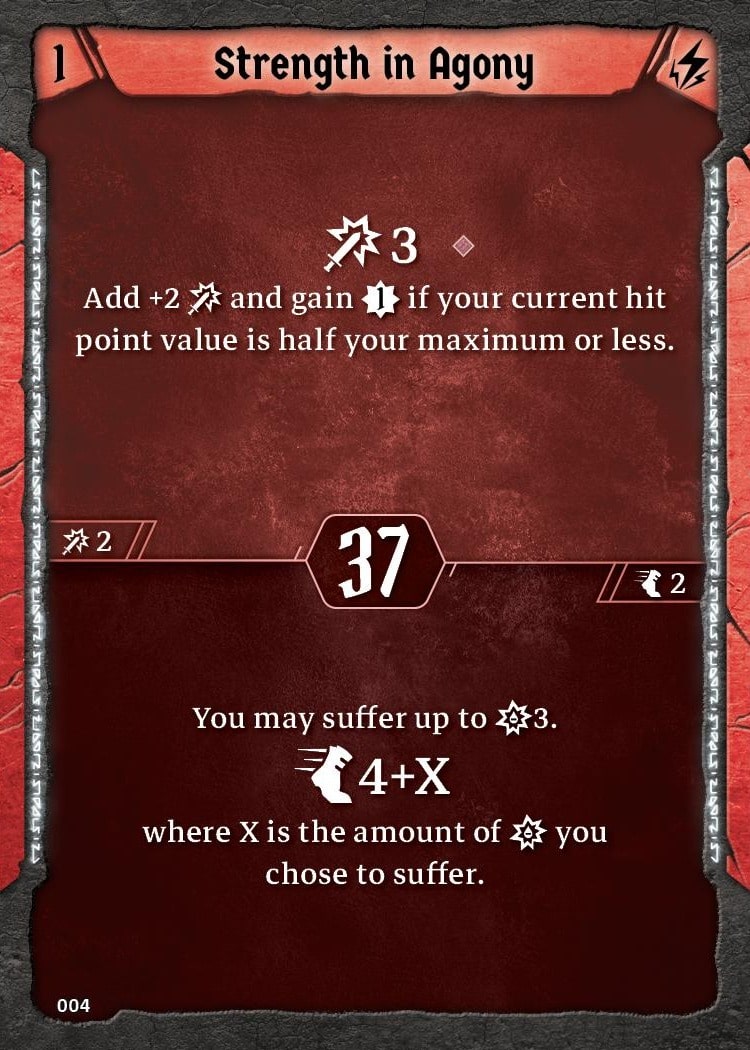 1 Strength in Agony
3
Add +2 and gain 1 if your current hit
point value is half your maximum or less.
2
37
2
You may suffer up to 3.
4+X
where X is the amount of you
chose to suffer.
004